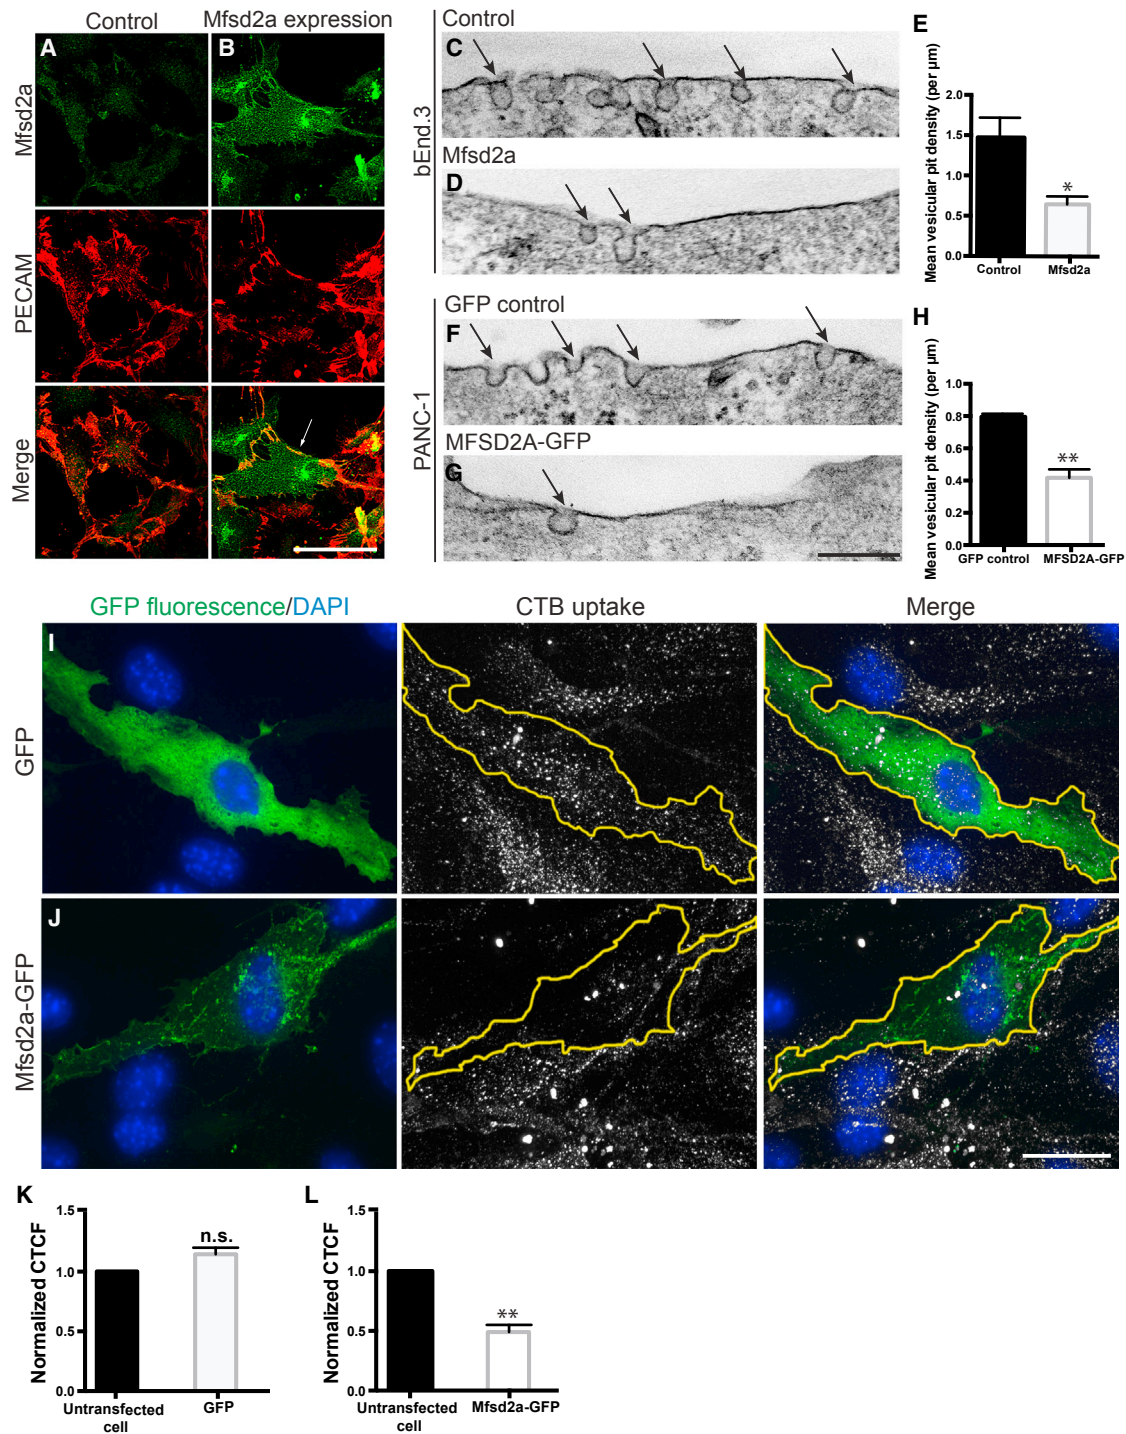 Control
Mfsd2a expression
A
B
Mfsd2a
PECAM
Merge
bEnd.3
Control
C
Mfsd2a
D
E
Mean vesicular pit density (per µm)
2.0
1.5
1.0
0.5
0.0
*
Control
Mfsd2a
PANC-1
GFP control
F
MFSD2A-GFP
G
H
Mean vesicular pit density (per µm)
1.0
0.8
0.6
0.4
0.2
0.0
**
GFP control
MFSD2A-GFP
GFP fluorescence/DAPI
CTB uptake
Merge
I
GFP
J
Mfsd2a-GFP
K
Normalized CTCF
1.5
1.0
0.5
0.0
n.s.
Untransfected
cell
GFP
L
Normalized CTCF
1.5
1.0
0.5
0.0
**
Untransfected
cell
Mfsd2a-GFP